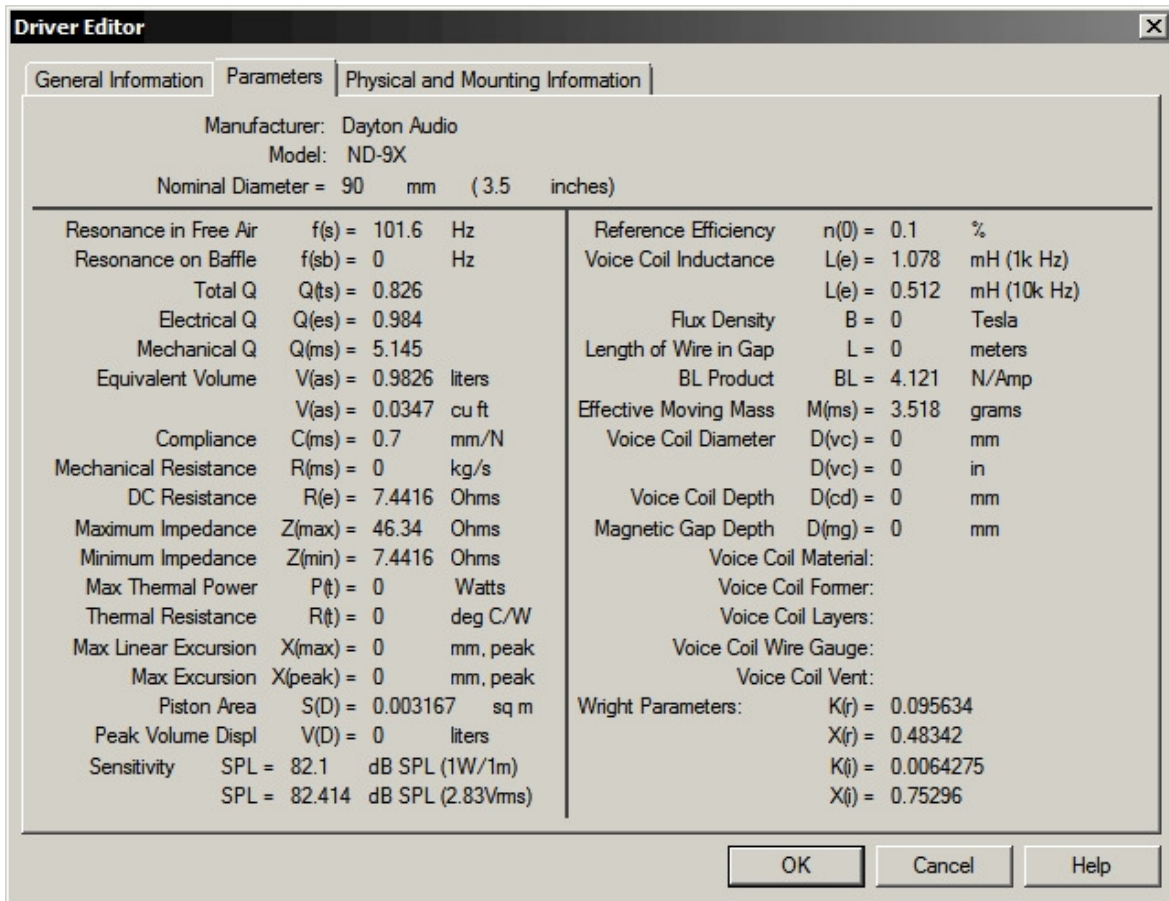 Driver Editor
General Information Parameters Physical and Mounting Information
Manufacturer: Dayton Audio
Model: ND-9X
Nominal Diameter = 90 mm ( 3.5 inches)
Resonance in Free Air f(s) = 101.6 Hz
Resonance on Baffle f(sb) = 0 Hz
Total Q Q(ts) = 0.826
Electrical Q Q(es) = 0.984
Mechanical Q Q(ms) = 5.145
Equivalent Volume V(as) = 0.9826 liters
V(as) = 0.0347 cu ft
Compliance C(ms) = 0.7 mm/N
Mechanical Resistance R(ms) = 0 kg/s
DC Resistance R(e) = 7.4416 Ohms
Maximum Impedance Z(max) = 46.34 Ohms
Minimum Impedance Z(min) = 7.4416 Ohms
Max Thermal Power P(t) = 0 Watts
Thermal Resistance R(t) = 0 deg C/W
Max Linear Excursion X(max) = 0 mm, peak
Max Excursion X(peak) = 0 mm, peak
Piston Area S(D) = 0.003167 sq m
Peak Volume Displ V(D) = 0 liters
Sensitivity SPL = 82.1 dB SPL (1W/1m)
SPL = 82.414 dB SPL (2.83Vrms)
Reference Efficiency n(0) = 0.1 %
Voice Coil Inductance L(e) = 1.078 mH (1k Hz)
L(e) = 0.512 mH (10k Hz)
Flux Density B = 0 Tesla
Length of Wire in Gap L = 0 meters
BL Product BL = 4.121 N/Amp
Effective Moving Mass M(ms) = 3.518 grams
Voice Coil Diameter D(vc) = 0 mm
D(vc) = 0 in
Voice Coil Depth D(cd) = 0 mm
Magnetic Gap Depth D(mg) = 0 mm
Voice Coil Material:
Voice Coil Former:
Voice Coil Layers:
Voice Coil Wire Gauge:
Voice Coil Vent:
Wright Parameters: K(r) = 0.095634
X(r) = 0.48342
K(i) = 0.0064275
X(i) = 0.75296
OK Cancel Help